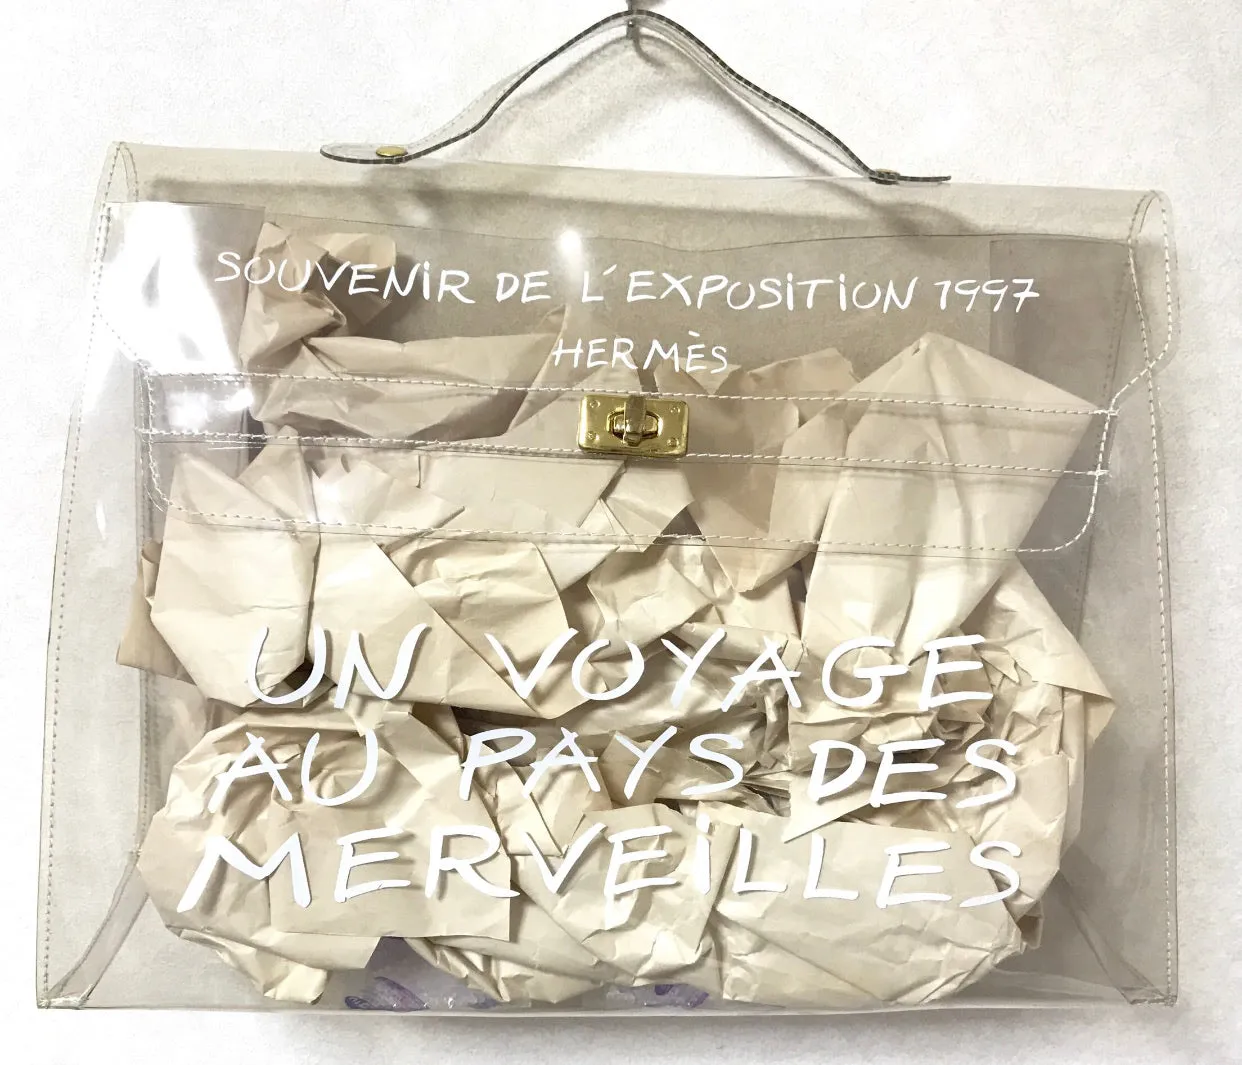 SOUVENiR DE L'EXPOSiTiON 1997
HERMÈS
UN VOYAGE
AU PAYS DES
MERVEiLLES